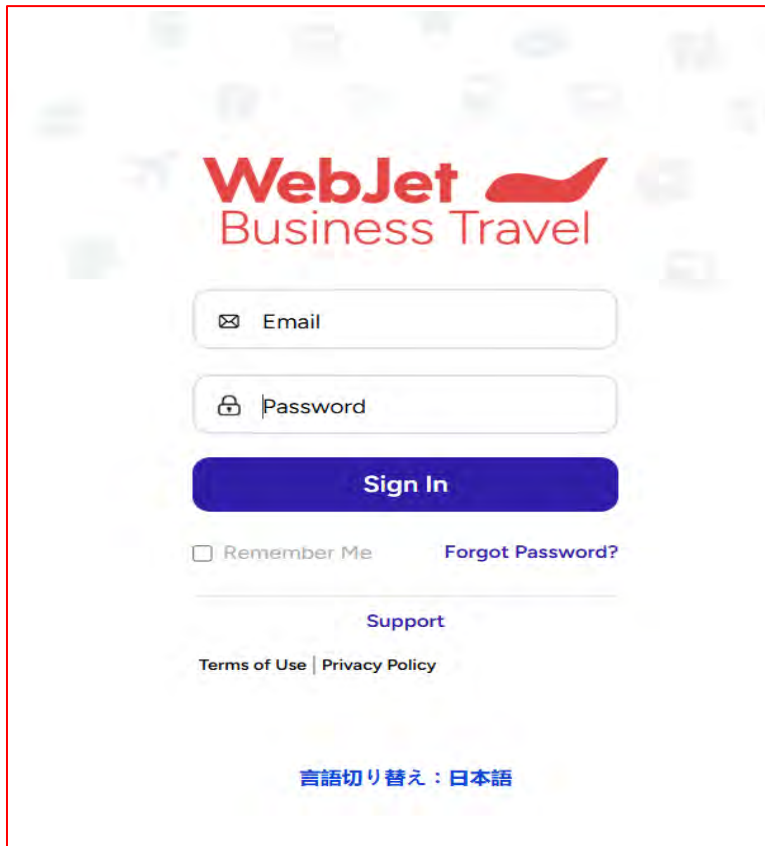 WebJet
Business Travel
Email
Password
Sign In
Remember Me Forgot Password?
Support
Terms of Use | Privacy Policy
言語切り替え：日本語